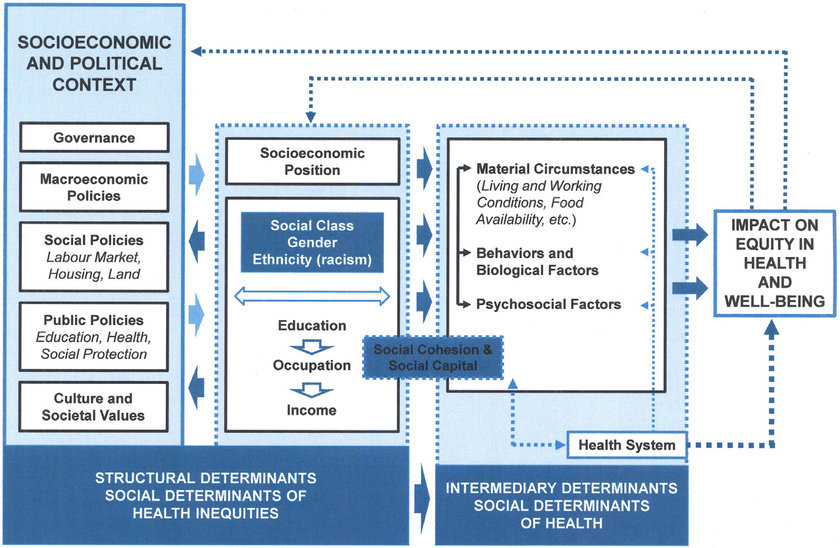 SOCIOECONOMIC
AND POLITICAL
CONTEXT
Governance
Macroeconomic
Policies
Social Policies
Labour Market,
Housing, Land
Public Policies
Education, Health,
Social Protection
Culture and
Societal Values
Socioeconomic
Position
Social Class
Gender
Ethnicity (racism)
Education
Occupation
Income
Social Cohesion &
Social Capital
Material Circumstances
(Living and Working
Conditions, Food
Availability, etc.)
Behaviors and
Biological Factors
Psychosocial Factors
Health System
IMPACT ON
EQUITY IN
HEALTH
AND
WELL-BEING
STRUCTURAL DETERMINANTS
SOCIAL DETERMINANTS OF
HEALTH INEQUITIES
INTERMEDIARY DETERMINANTS
SOCIAL DETERMINANTS
OF HEALTH